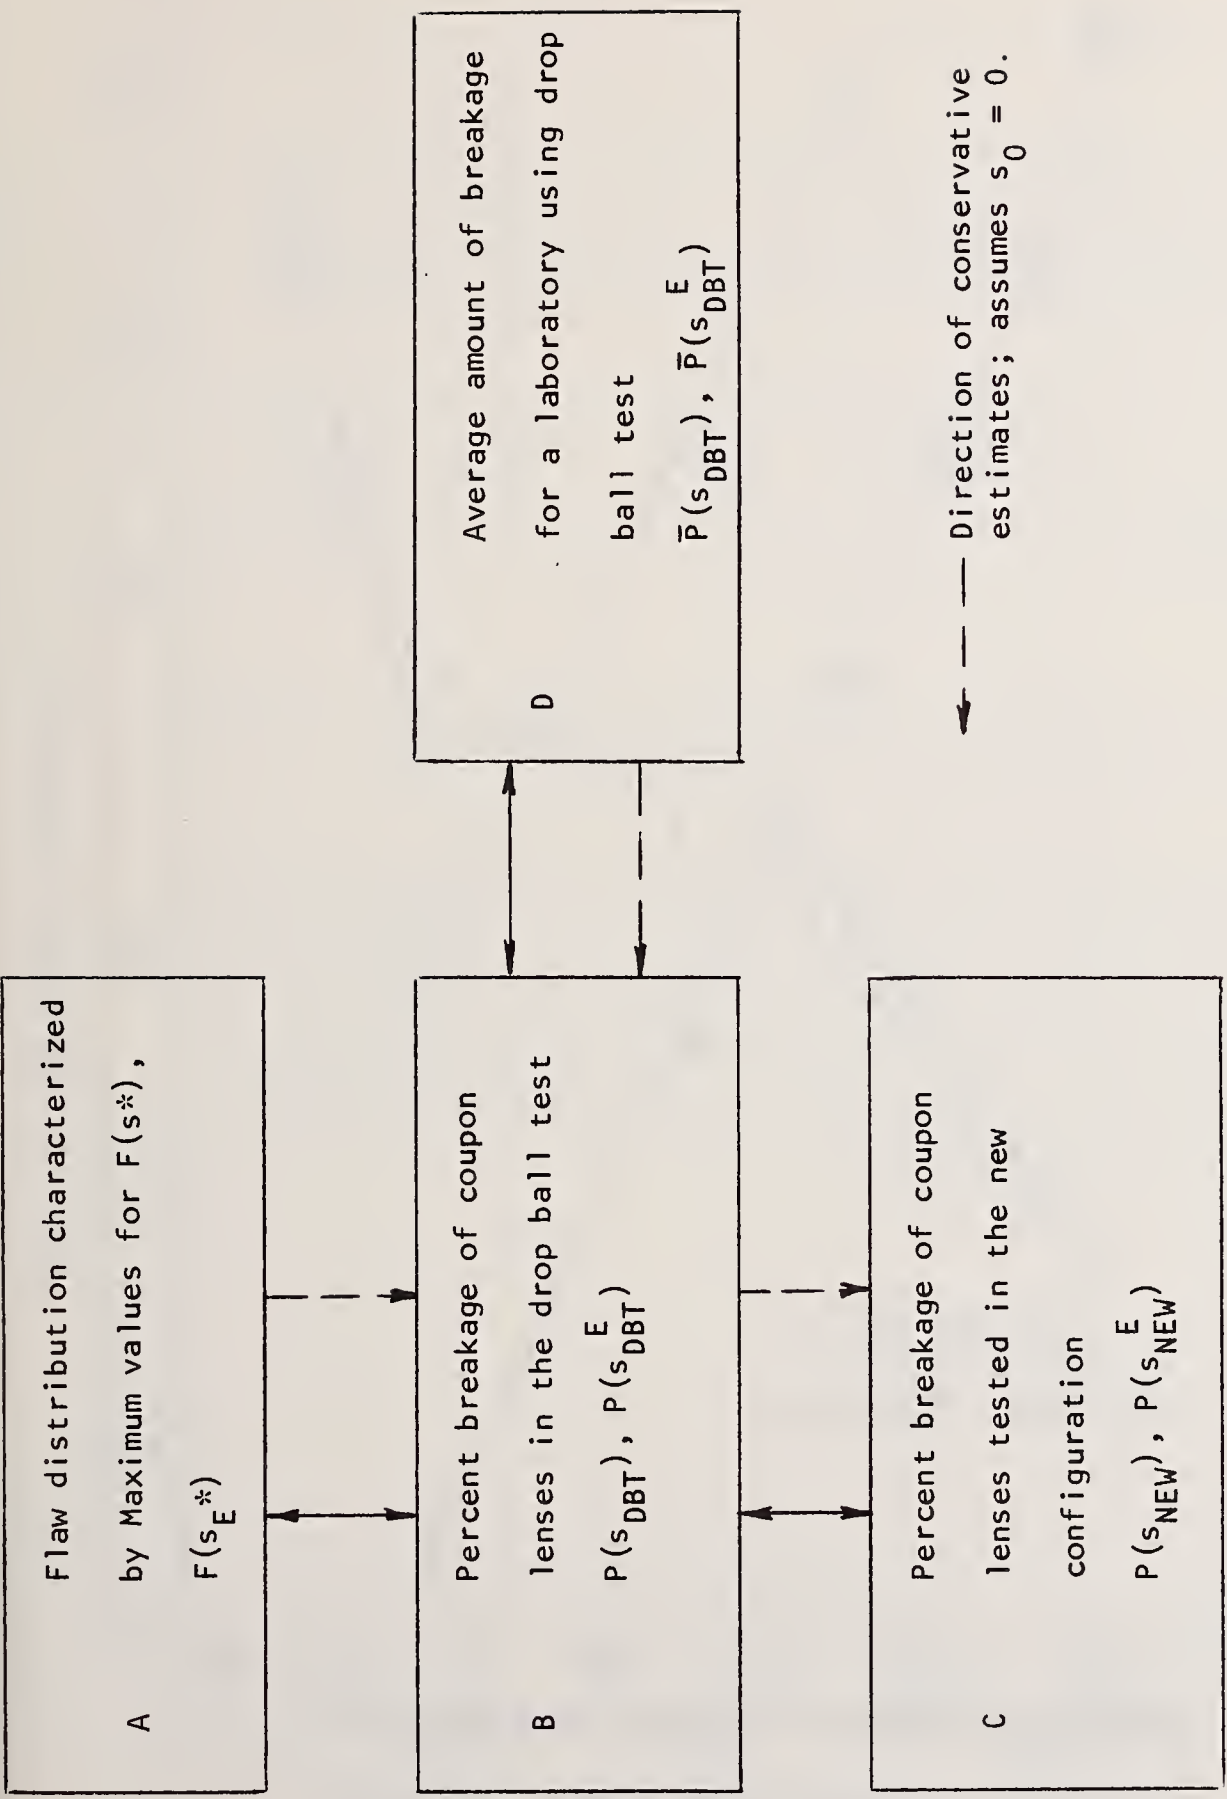 A
Flaw distribution characterized
by Maximum values for F(s*),
F(s_E*)
B
Percent breakage of coupon
lenses in the drop ball test
P(s_DBT), P(s_DBT^E)
C
Percent breakage of coupon
lenses tested in the new
configuration
P(s_NEW), P(s_NEW^E)
D
Average amount of breakage
for a laboratory using drop
ball test
P̄(s_DBT), P̄(s_DBT^E)
Direction of conservative
estimates; assumes s_0 = 0.